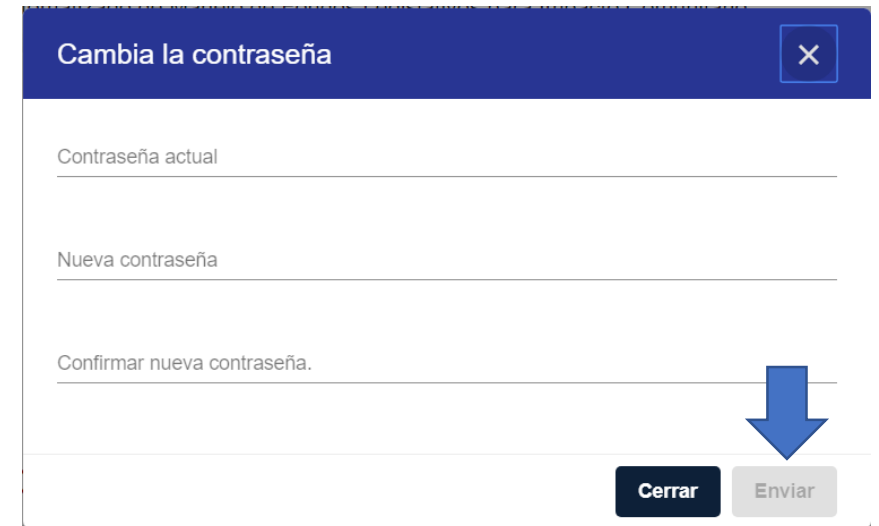 Cambia la contraseña
Contraseña actual
Nueva contraseña
Confirmar nueva contraseña.
Cerrar
Enviar